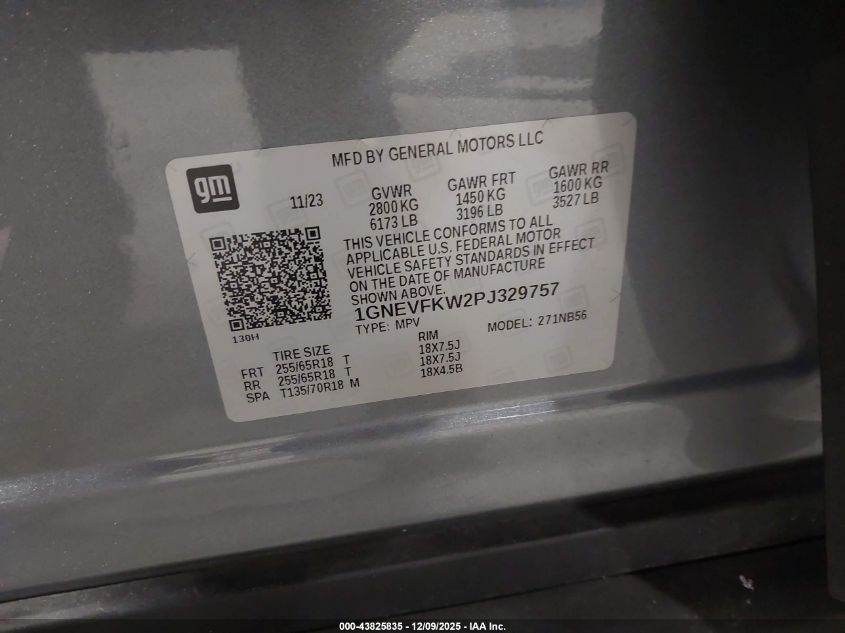 MFD BY GENERAL MOTORS LLC
gm
11/23
GVWR GAWR FRT GAWR RR
2800 KG 1450 KG 1600 KG
6173 LB 3196 LB 3527 LB
THIS VEHICLE CONFORMS TO ALL
APPLICABLE U.S. FEDERAL MOTOR
VEHICLE SAFETY STANDARDS IN EFFECT
ON THE DATE OF MANUFACTURE
SHOWN ABOVE.
1GNEVFKW2PJ329757
130H
TYPE: MPV MODEL: 271NB56
TIRE SIZE RIM
FRT 255/65R18 T 18X7.5J
RR 255/65R18 T 18X7.5J
SPA T135/70R18 M 18X4.5B
000-43825835 - 12/09/2025 - IAA Inc.